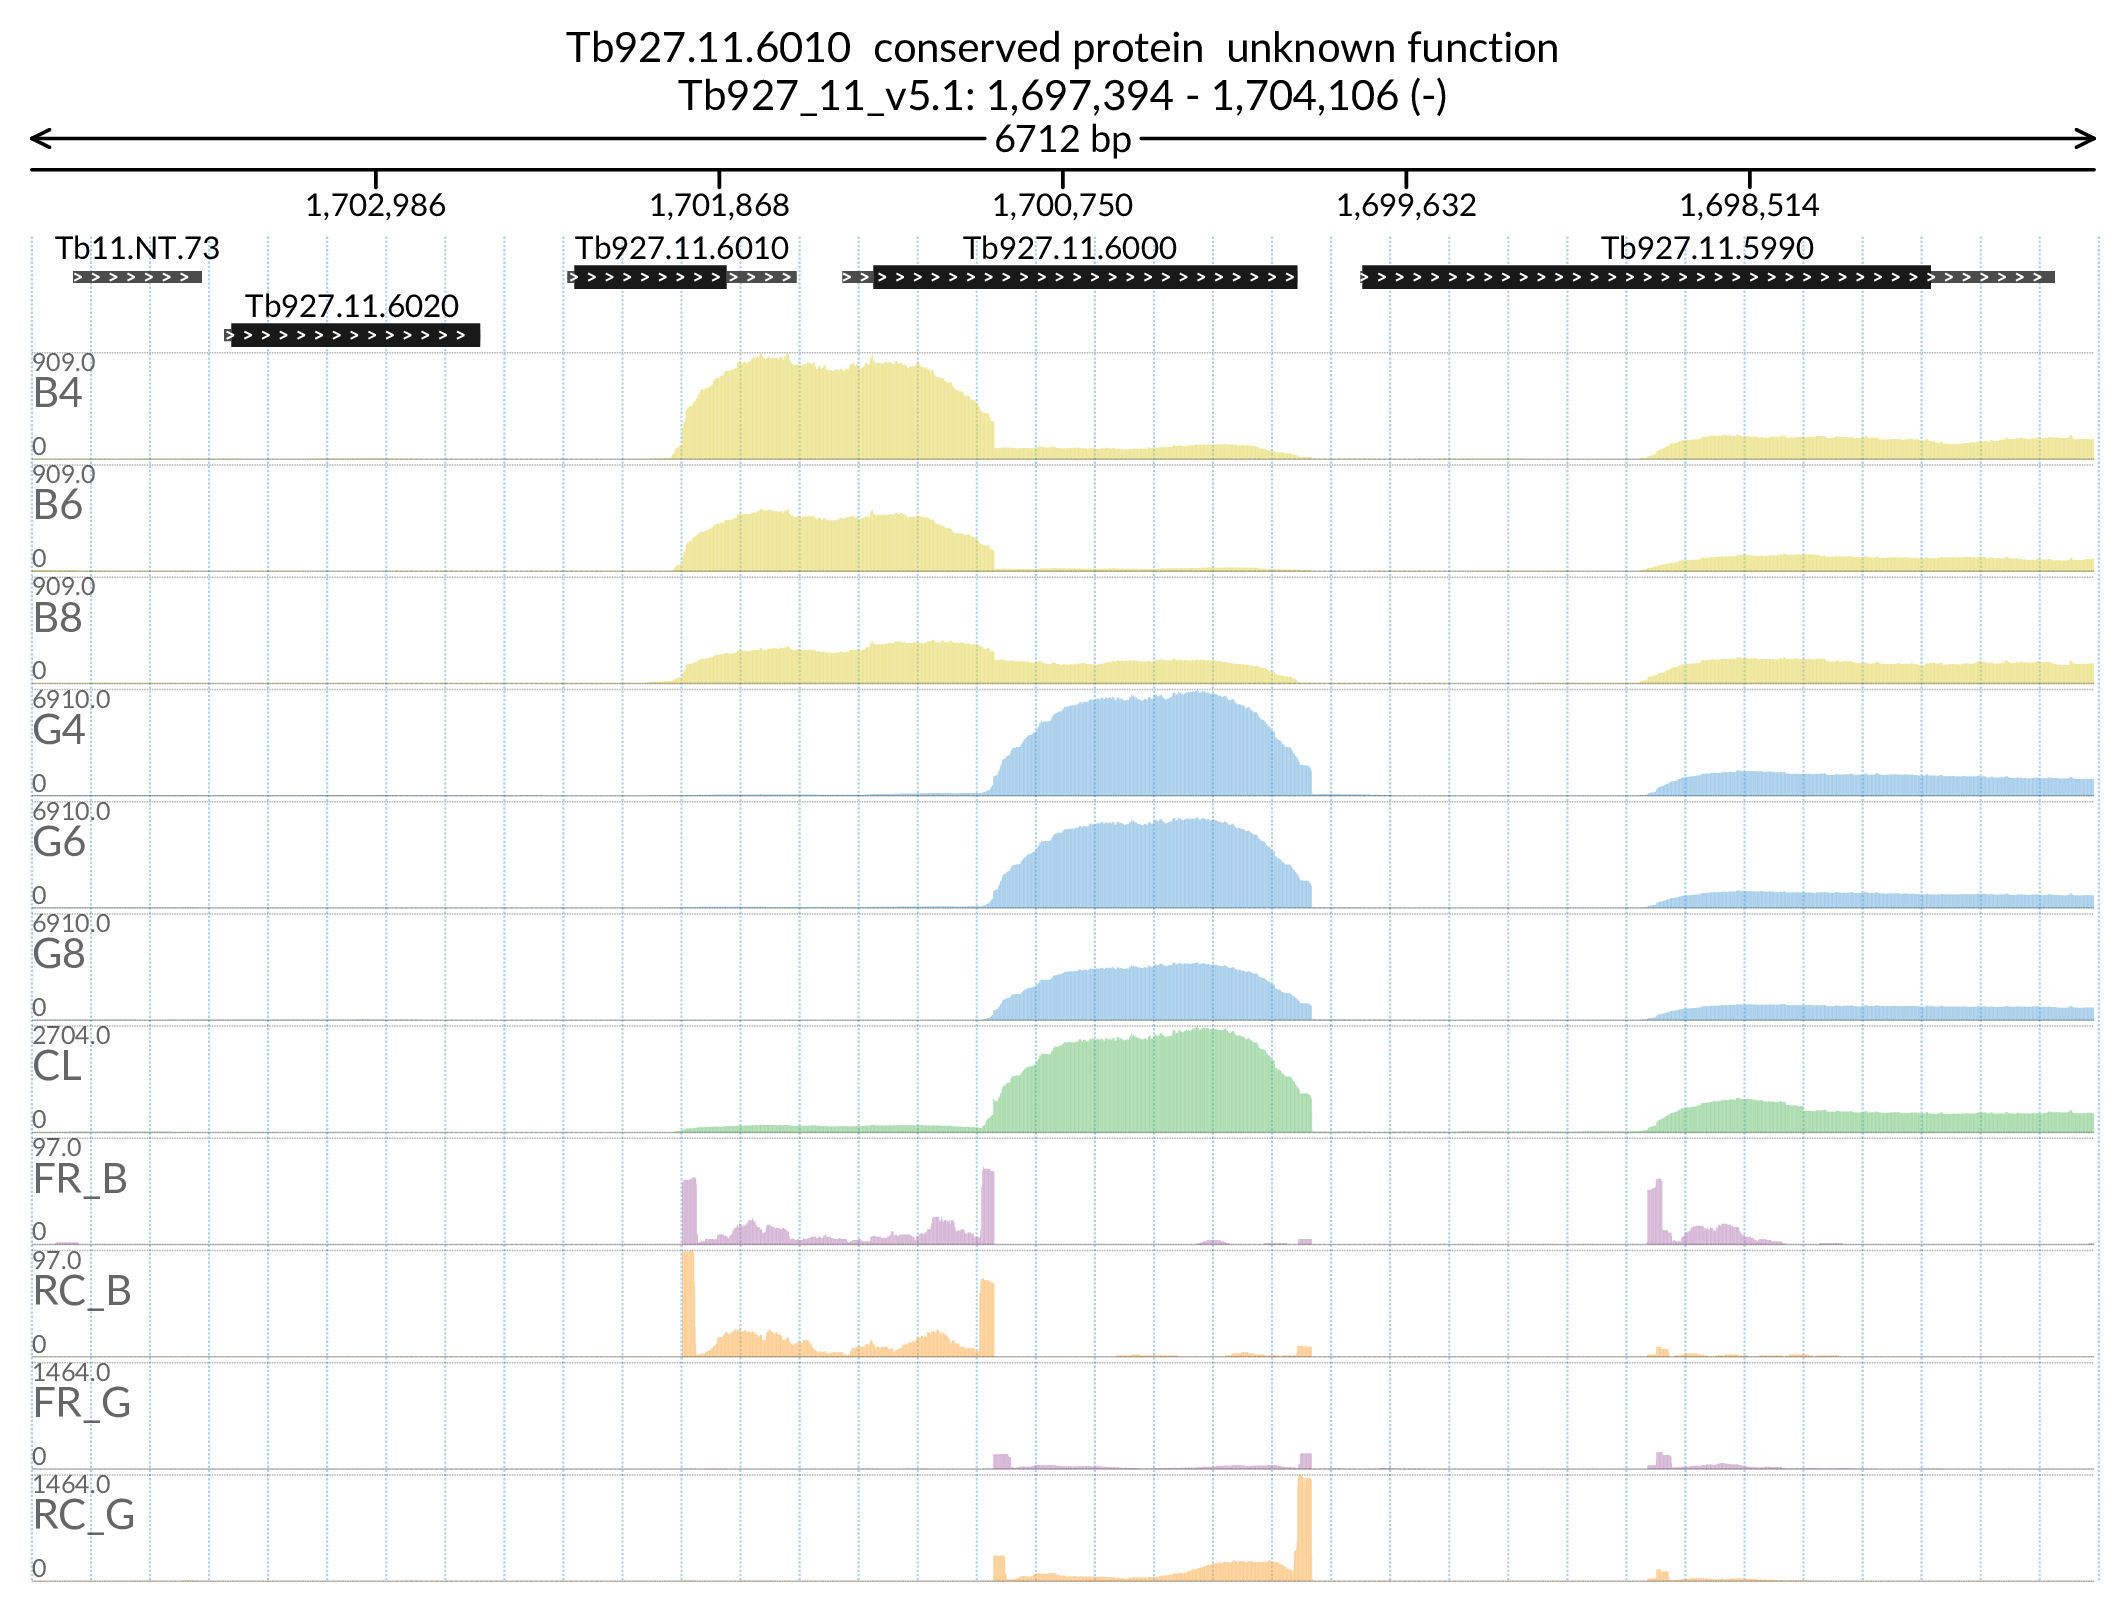 Tb927.11.6010  conserved protein  unknown function
Tb927_11_v5.1: 1,697,394 - 1,704,106 (-)
6712 bp
1,702,986 1,701,868 1,700,750 1,699,632 1,698,514
Tb11.NT.73 Tb927.11.6010 Tb927.11.6000 Tb927.11.5990
Tb927.11.6020
909.0
B4
0
909.0
B6
0
909.0
B8
0
6910.0
G4
0
6910.0
G6
0
6910.0
G8
0
2704.0
CL
0
97.0
FR_B
0
97.0
RC_B
0
1464.0
FR_G
0
1464.0
RC_G
0